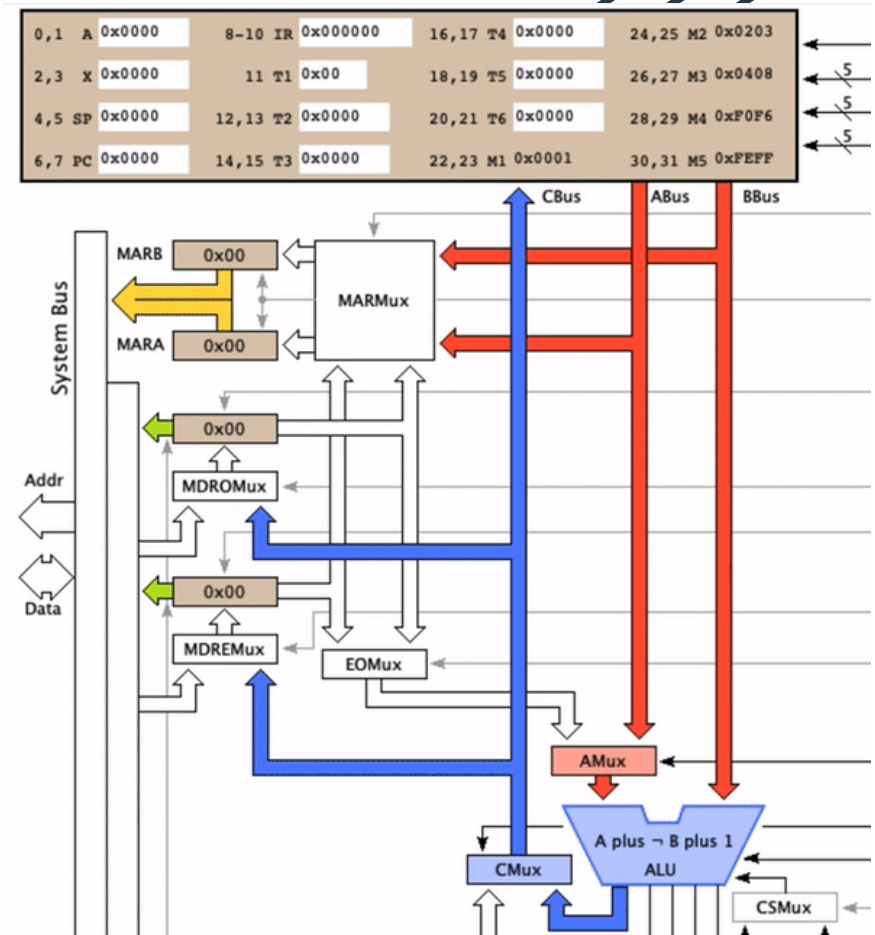 0,1 A 0x0000 8-10 IR 0x000000 16,17 T4 0x0000 24,25 M2 0x0203
2,3 X 0x0000 11 T1 0x00 18,19 T5 0x0000 26,27 M3 0x0408
5
4,5 SP 0x0000 12,13 T2 0x0000 20,21 T6 0x0000 28,29 M4 0xF0F6
5
6,7 PC 0x0000 14,15 T3 0x0000 22,23 M1 0x0001 30,31 M5 0xFEFF
5
CBus ABus BBus
MARB 0x00
MARMux
System Bus
MARA 0x00
0x00
Addr
MDROMux
0x00
Data
MDREMux
EOMux
AMux
A plus ¬ B plus 1
CMux ALU
CSMux